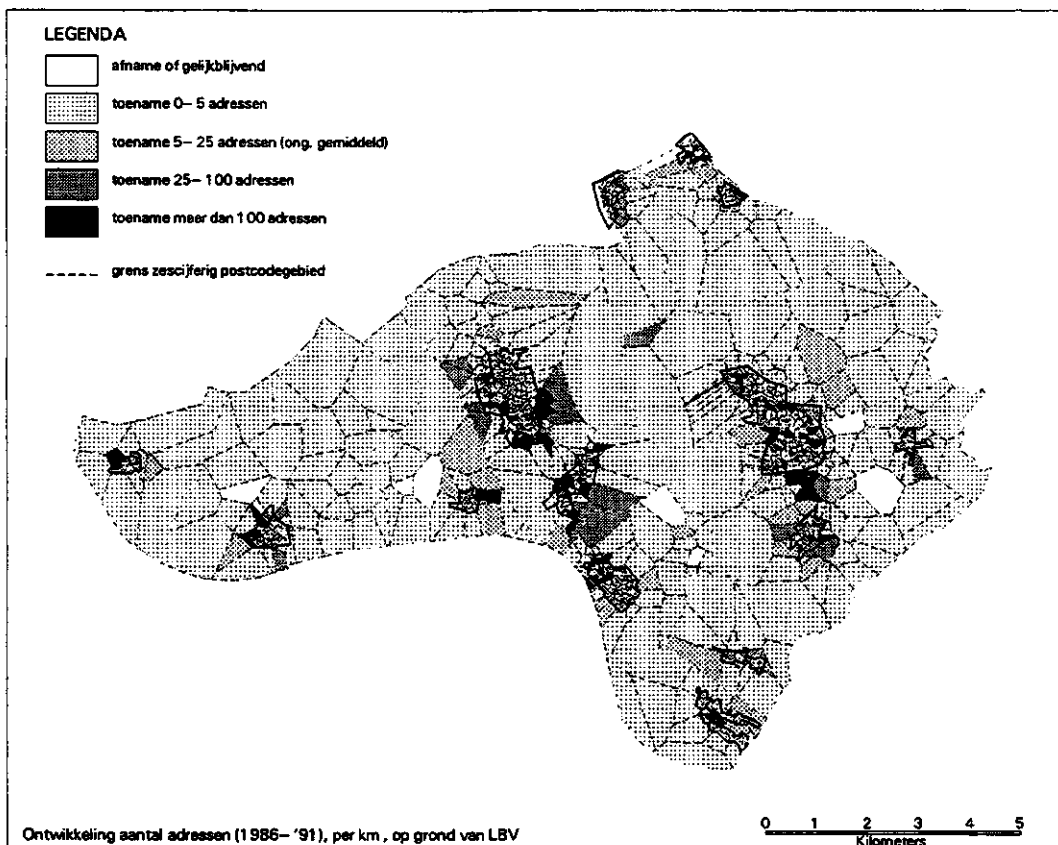 LEGENDA
afname of gelijkblijvend
toename 0– 5 adressen
toename 5– 25 adressen (ong. gemiddeld)
toename 25– 100 adressen
toename meer dan 100 adressen
grens zescijferig postcodegebied
Ontwikkeling aantal adressen (1986– '91), per km , op grond van LBV
0 1 2 3 4 5
Kilometers